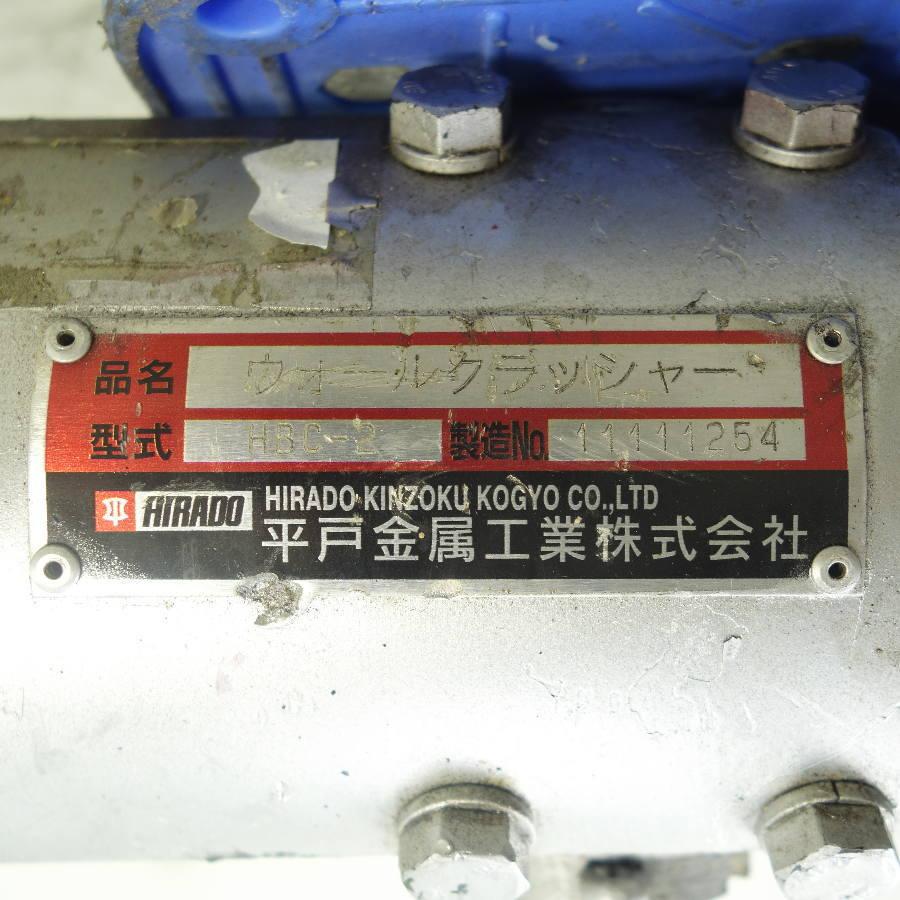 品名 ウォールクラッシャー
型式 HBC-2 製造No. 11111254
HIRADO HIRADO KINZOKU KOGYO CO.,LTD
平戸金属工業株式会社